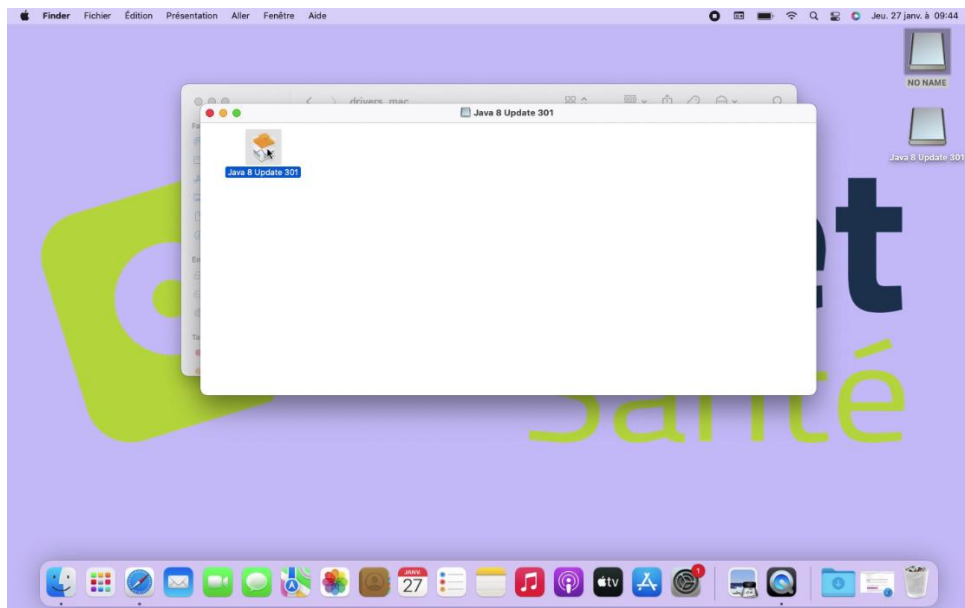 Finder Fichier Édition Présentation Aller Fenêtre Aide Jeu. 27 janv. à 09:44
NO NAME
drivers_mac
Java 8 Update 301
Java 8 Update 301
Java 8 Update 301
et
Santé
JANV.
27
tv
1